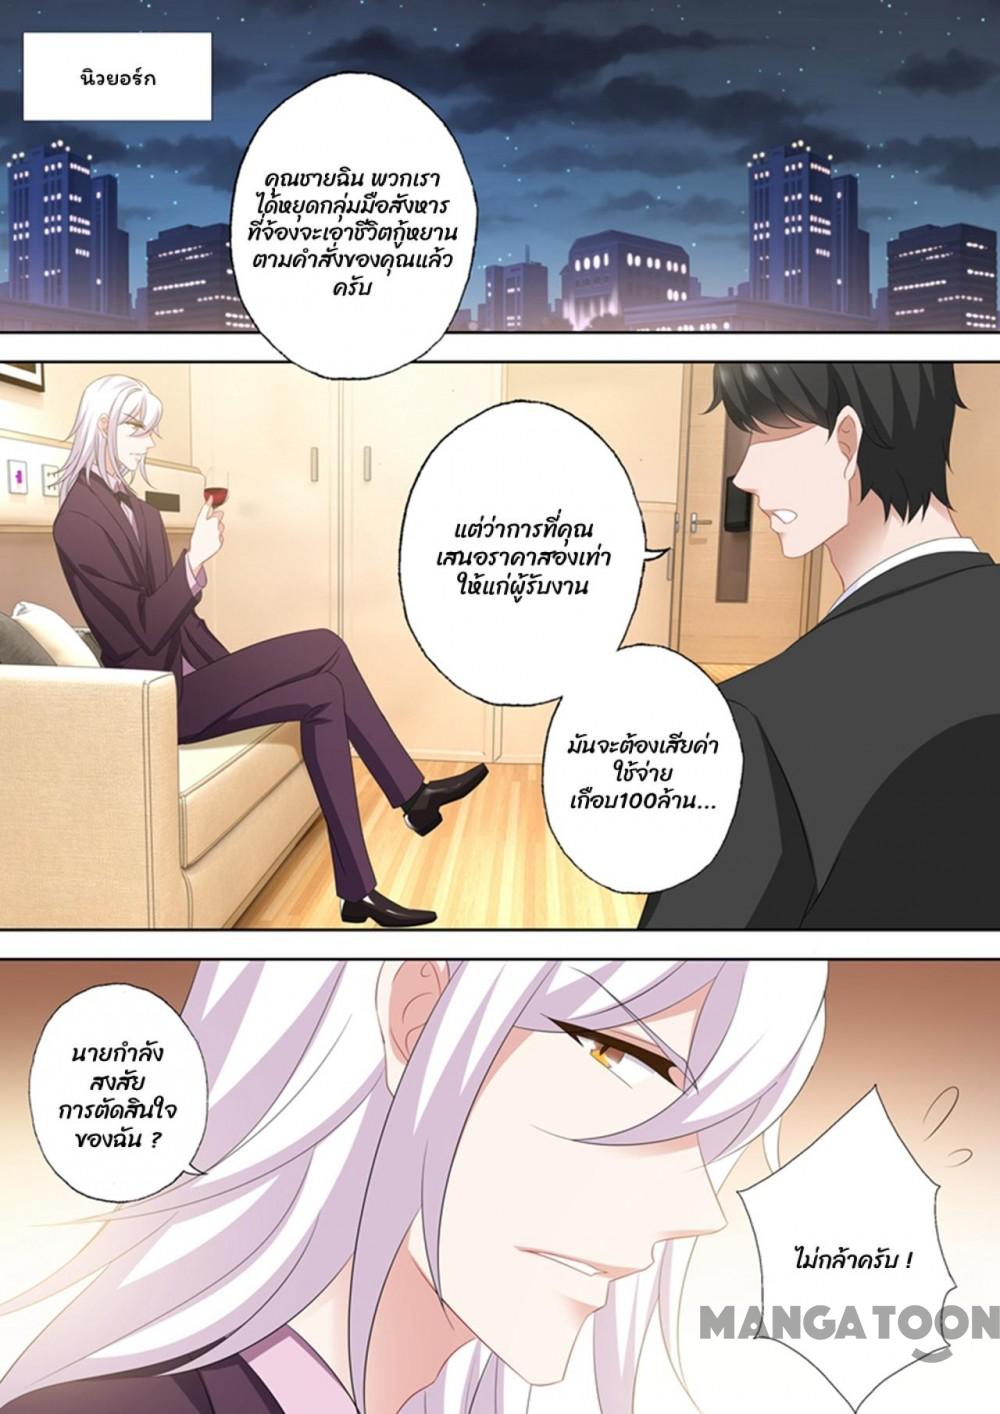 นิวยอร์ก
คุณชายฉิน พวกเรา
ได้หยุดกลุ่มมือสังหาร
ที่จ้องจะเอาชีวิตกู้หยาน
ตามคำสั่งของคุณแล้ว
ครับ
แต่ว่าการที่คุณ
เสนอราคาสองเท่า
ให้แก่ผู้รับงาน
มันจะต้องเสียค่า
ใช้จ่าย
เกือบ100ล้าน...
นายกำลัง
สงสัย
การตัดสินใจ
ของฉัน ?
ไม่กล้าครับ !
MANGATOON